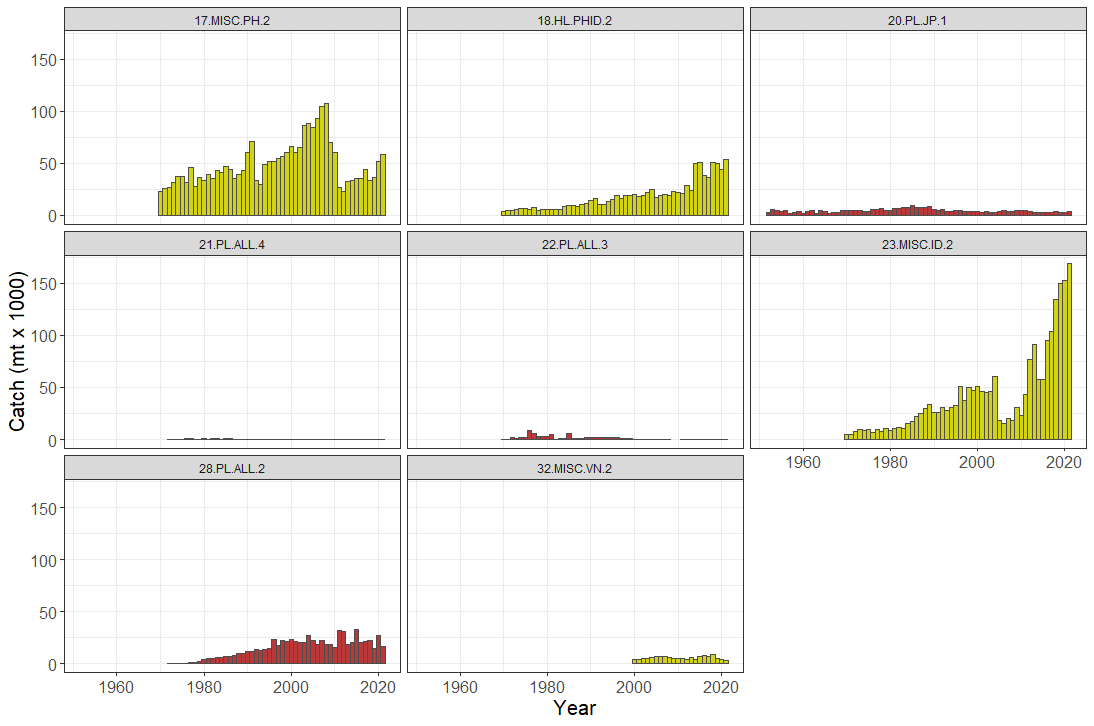 17.MISC.PH.2
18.HL.PHID.2
20.PL.JP.1
150
100
50
0
21.PL.ALL.4
22.PL.ALL.3
23.MISC.ID.2
150
100
50
0
1960 1980 2000 2020
28.PL.ALL.2
32.MISC.VN.2
150
100
50
0
1960 1980 2000 2020
1960 1980 2000 2020
Catch (mt x 1000)
Year